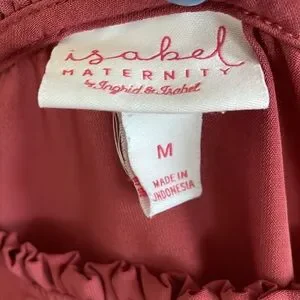 isabel
MATERNITY
by Ingrid & Isabel
M
MADE IN
INDONESIA